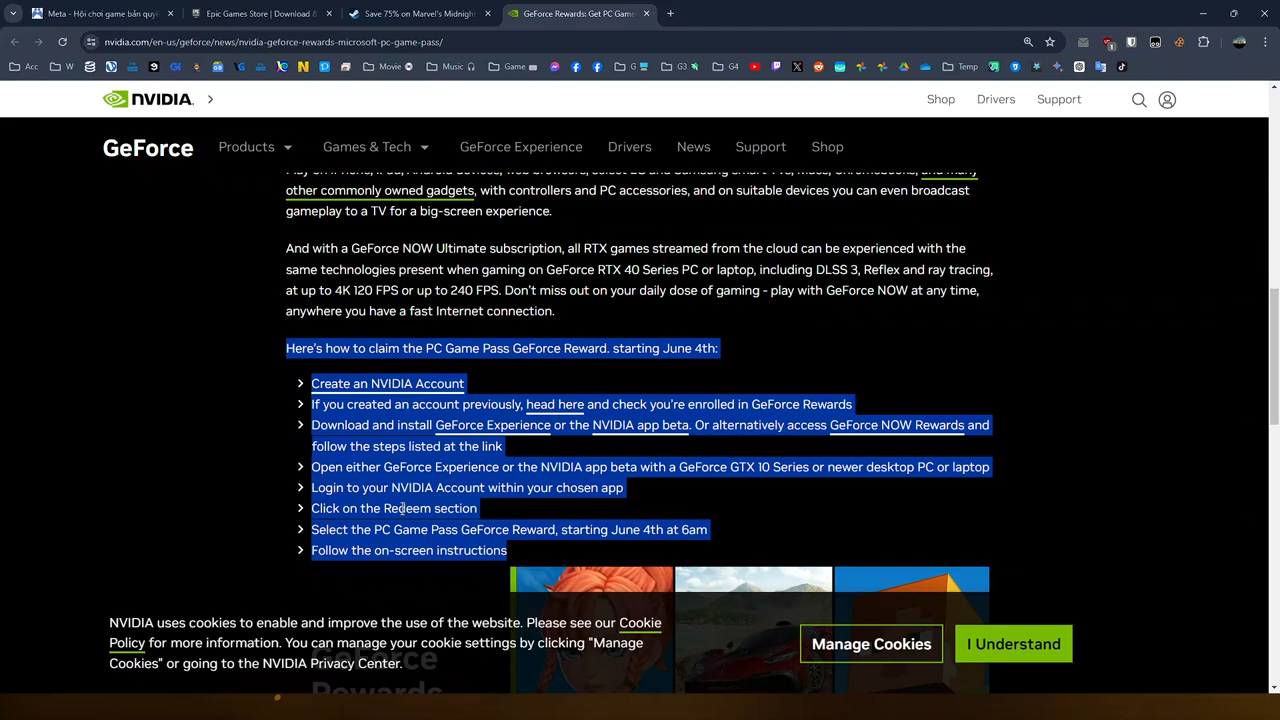 Meta - Hội chơi game bản quyề
Epic Games Store | Download &
Save 75% on Marvel's Midnight
GeForce Rewards: Get PC Game
nvidia.com/en-us/geforce/news/nvidia-geforce-rewards-microsoft-pc-game-pass/
Acc W Movie Music Game G G3 G4 Temp
NVIDIA. Shop Drivers Support
GeForce Products Games & Tech GeForce Experience Drivers News Support Shop
Play on iPhone, iPad, Android devices, web browsers, select LG and Samsung smart TVs, Macs, Chromebooks, and many
other commonly owned gadgets, with controllers and PC accessories, and on suitable devices you can even broadcast
gameplay to a TV for a big-screen experience.
And with a GeForce NOW Ultimate subscription, all RTX games streamed from the cloud can be experienced with the
same technologies present when gaming on GeForce RTX 40 Series PC or laptop, including DLSS 3, Reflex and ray tracing,
at up to 4K 120 FPS or up to 240 FPS. Don't miss out on your daily dose of gaming - play with GeForce NOW at any time,
anywhere you have a fast Internet connection.
Here's how to claim the PC Game Pass GeForce Reward. starting June 4th:
Create an NVIDIA Account
If you created an account previously, head here and check you're enrolled in GeForce Rewards
Download and install GeForce Experience or the NVIDIA app beta. Or alternatively access GeForce NOW Rewards and
follow the steps listed at the link
Open either GeForce Experience or the NVIDIA app beta with a GeForce GTX 10 Series or newer desktop PC or laptop
Login to your NVIDIA Account within your chosen app
Click on the Redeem section
Select the PC Game Pass GeForce Reward, starting June 4th at 6am
Follow the on-screen instructions
NVIDIA uses cookies to enable and improve the use of the website. Please see our Cookie
Policy for more information. You can manage your cookie settings by clicking "Manage
Cookies" or going to the NVIDIA Privacy Center.
Manage Cookies
I Understand
GeForce
Rewards